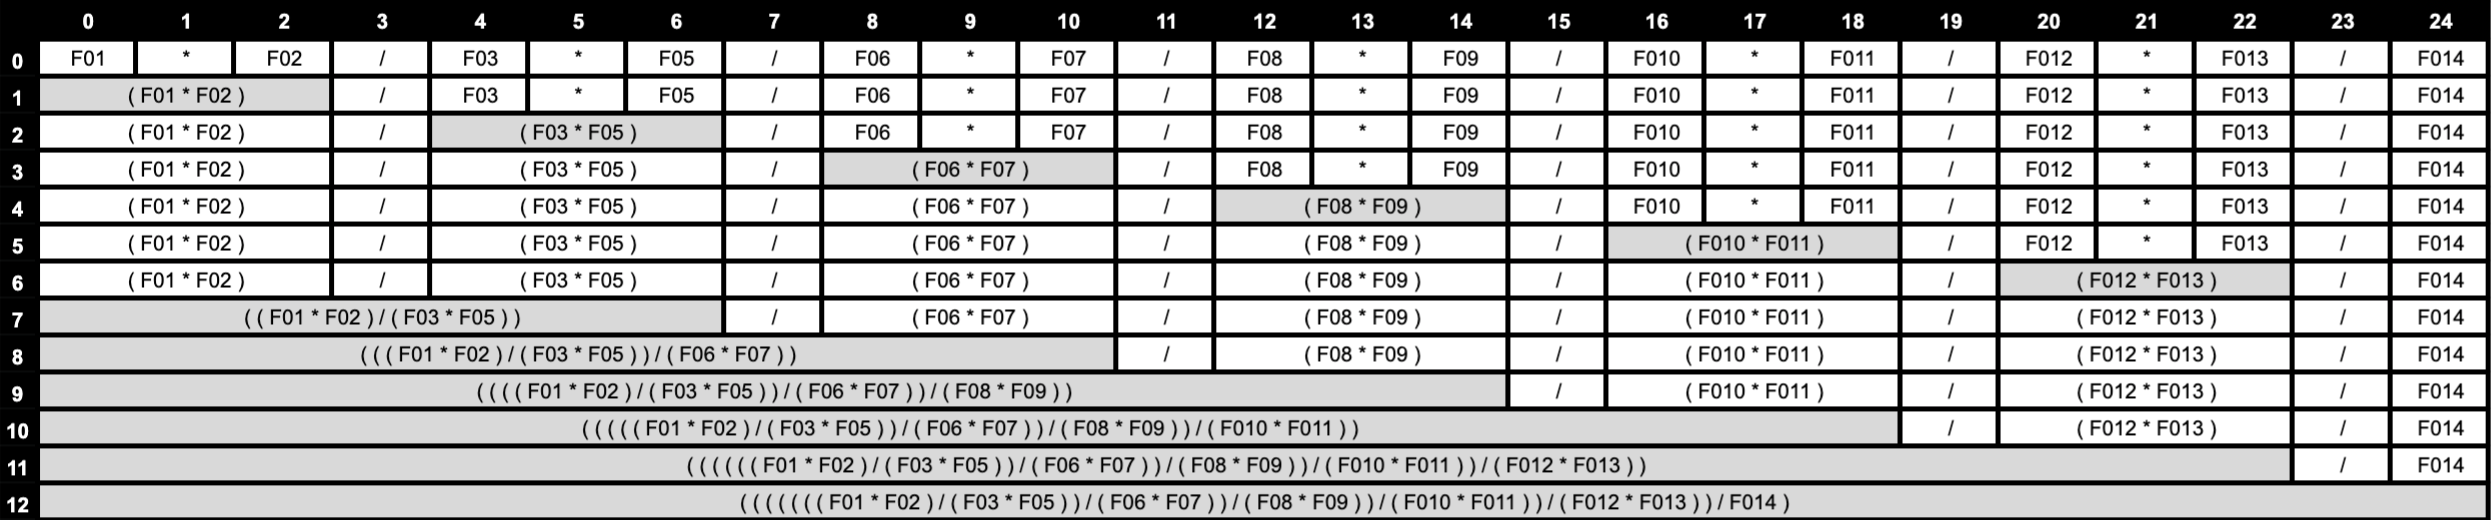 0 1 2 3 4 5 6 7 8 9 10 11 12 13 14 15 16 17 18 19 20 21 22 23 24
0 F01 * F02 / F03 * F05 / F06 * F07 / F08 * F09 / F010 * F011 / F012 * F013 / F014
1 ( F01 * F02 ) / F03 * F05 / F06 * F07 / F08 * F09 / F010 * F011 / F012 * F013 / F014
2 ( F01 * F02 ) / ( F03 * F05 ) / F06 * F07 / F08 * F09 / F010 * F011 / F012 * F013 / F014
3 ( F01 * F02 ) / ( F03 * F05 ) / ( F06 * F07 ) / F08 * F09 / F010 * F011 / F012 * F013 / F014
4 ( F01 * F02 ) / ( F03 * F05 ) / ( F06 * F07 ) / ( F08 * F09 ) / F010 * F011 / F012 * F013 / F014
5 ( F01 * F02 ) / ( F03 * F05 ) / ( F06 * F07 ) / ( F08 * F09 ) / ( F010 * F011 ) / F012 * F013 / F014
6 ( F01 * F02 ) / ( F03 * F05 ) / ( F06 * F07 ) / ( F08 * F09 ) / ( F010 * F011 ) / ( F012 * F013 ) / F014
7 ( ( F01 * F02 ) / ( F03 * F05 ) ) / ( F06 * F07 ) / ( F08 * F09 ) / ( F010 * F011 ) / ( F012 * F013 ) / F014
8 ( ( ( F01 * F02 ) / ( F03 * F05 ) ) / ( F06 * F07 ) ) / ( F08 * F09 ) / ( F010 * F011 ) / ( F012 * F013 ) / F014
9 ( ( ( ( F01 * F02 ) / ( F03 * F05 ) ) / ( F06 * F07 ) ) / ( F08 * F09 ) ) / ( F010 * F011 ) / ( F012 * F013 ) / F014
10 ( ( ( ( ( F01 * F02 ) / ( F03 * F05 ) ) / ( F06 * F07 ) ) / ( F08 * F09 ) ) / ( F010 * F011 ) ) / ( F012 * F013 ) / F014
11 ( ( ( ( ( ( F01 * F02 ) / ( F03 * F05 ) ) / ( F06 * F07 ) ) / ( F08 * F09 ) ) / ( F010 * F011 ) ) / ( F012 * F013 ) ) / F014
12 ( ( ( ( ( ( ( F01 * F02 ) / ( F03 * F05 ) ) / ( F06 * F07 ) ) / ( F08 * F09 ) ) / ( F010 * F011 ) ) / ( F012 * F013 ) ) / F014 )